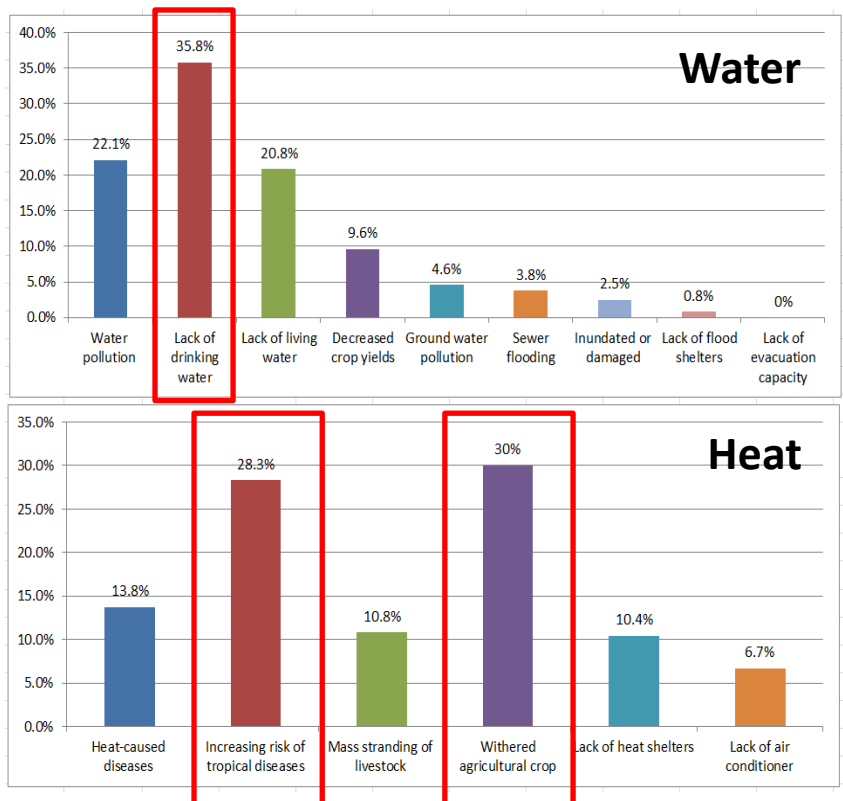 Water
40.0%
35.0%
30.0%
25.0%
20.0%
15.0%
10.0%
5.0%
0.0%
22.1%
35.8%
20.8%
9.6%
4.6%
3.8%
2.5%
0.8%
0%
Water
pollution
Lack of
drinking
water
Lack of living
water
Decreased
crop yields
Ground water
pollution
Sewer
flooding
Inundated or
damaged
Lack of flood
shelters
Lack of
evacuation
capacity
Heat
35.0%
30.0%
25.0%
20.0%
15.0%
10.0%
5.0%
0.0%
13.8%
28.3%
10.8%
30%
10.4%
6.7%
Heat-caused
diseases
Increasing risk of
tropical diseases
Mass stranding of
livestock
Withered
agricultural crop
Lack of heat shelters
Lack of air
conditioner